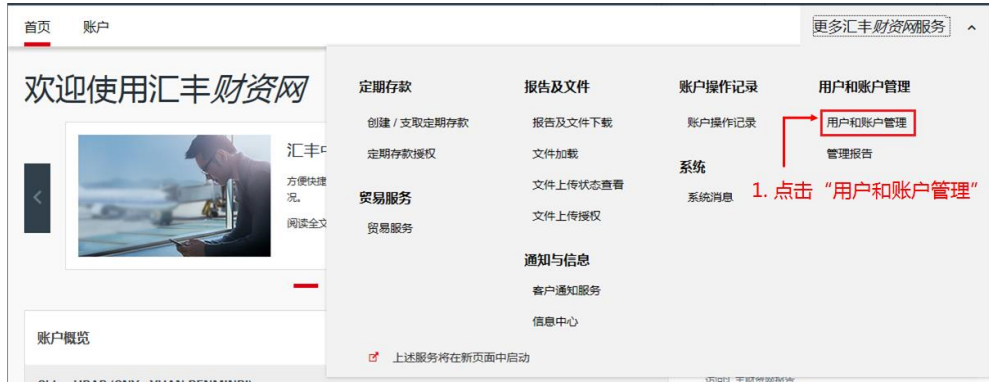 首页 账户 更多汇丰财资网服务
欢迎使用汇丰财资网
汇丰中
方便快捷
况。
阅读全文
账户概览
定期存款
创建 / 支取定期存款
定期存款授权
贸易服务
贸易服务
报告及文件
报告及文件下载
文件加载
文件上传状态查看
文件上传授权
通知与信息
客户通知服务
信息中心
账户操作记录
账户操作记录
系统
系统消息
用户和账户管理
用户和账户管理
管理报告
1. 点击“用户和账户管理”
上述服务将在新页面中启动